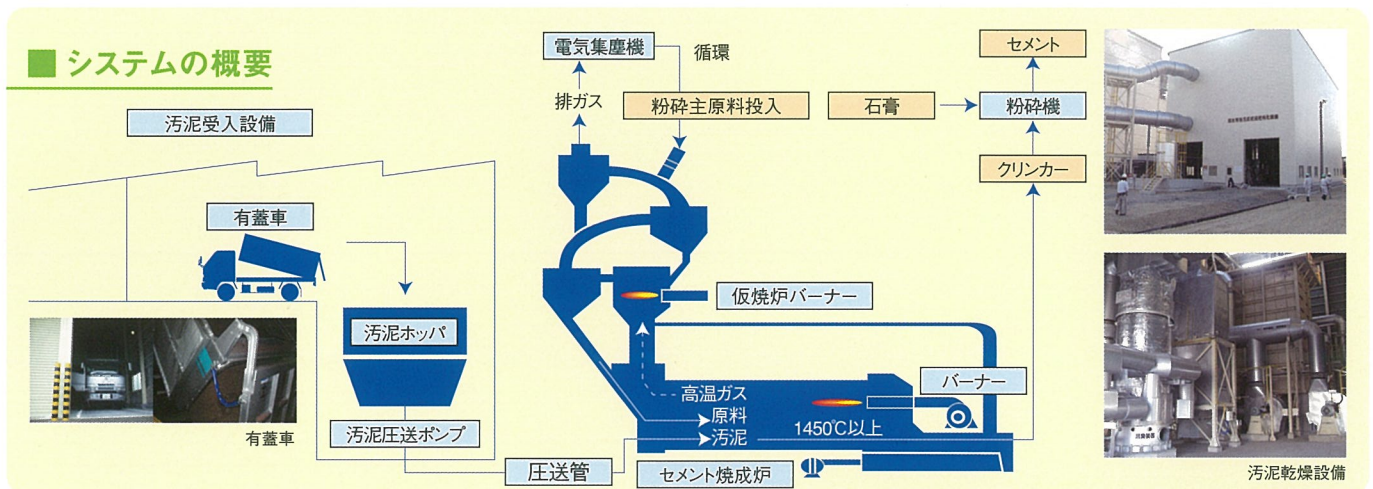 ■ システムの概要
汚泥受入設備
有蓋車
汚泥ホッパ
汚泥圧送ポンプ
有蓋車
圧送管
電気集塵機
循環
排ガス
粉砕主原料投入
仮焼炉バーナー
高温ガス
原料
汚泥
1450℃以上
バーナー
セメント焼成炉
セメント
石膏
粉砕機
クリンカー
汚泥乾燥設備